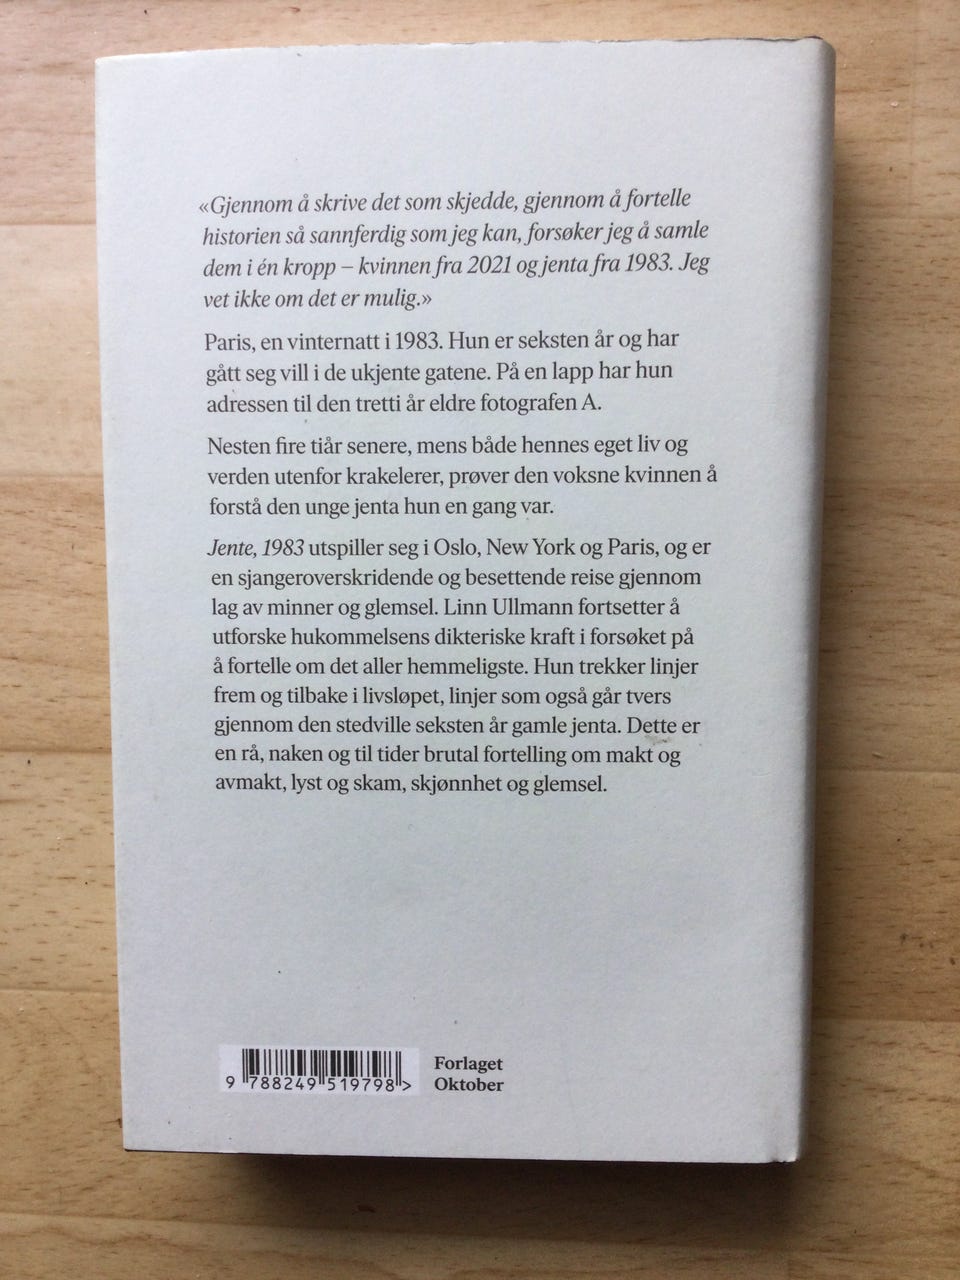 «Gjennom å skrive det som skjedde, gjennom å fortelle
historien så sannferdig som jeg kan, forsøker jeg å samle
dem i én kropp – kvinnen fra 2021 og jenta fra 1983. Jeg
vet ikke om det er mulig.»
Paris, en vinternatt i 1983. Hun er seksten år og har
gått seg vill i de ukjente gatene. På en lapp har hun
adressen til den tretti år eldre fotografen A.
Nesten fire tiår senere, mens både hennes eget liv og
verden utenfor krakelerer, prøver den voksne kvinnen å
forstå den unge jenta hun en gang var.
Jente, 1983 utspiller seg i Oslo, New York og Paris, og er
en sjangeroverskridende og besettende reise gjennom
lag av minner og glemsel. Linn Ullmann fortsetter å
utforske hukommelsens dikteriske kraft i forsøket på
å fortelle om det aller hemmeligste. Hun trekker linjer
frem og tilbake i livsløpet, linjer som også går tvers
gjennom den stedville seksten år gamle jenta. Dette er
en rå, naken og til tider brutal fortelling om makt og
avmakt, lyst og skam, skjønnhet og glemsel.
9 788249 519798 >
Forlaget
Oktober